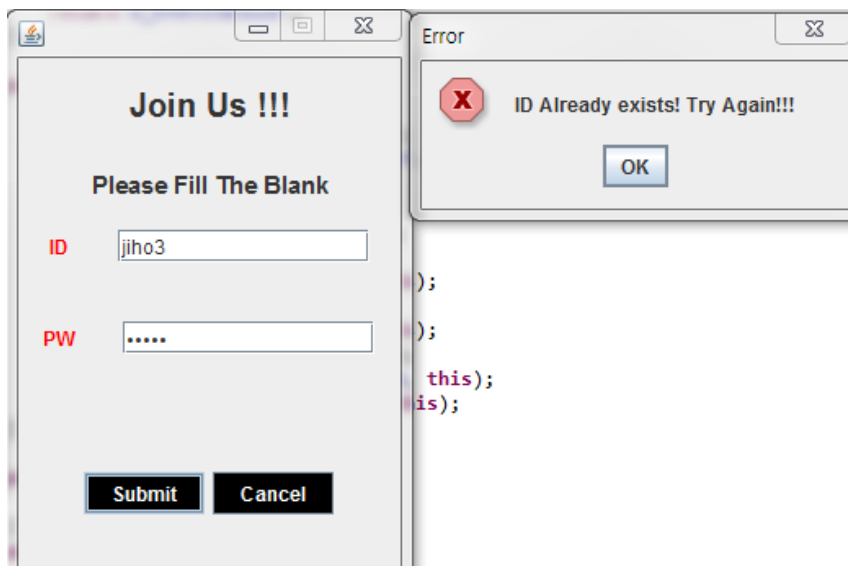 Join Us !!!
Please Fill The Blank
ID
jiho3
PW
•••••
Submit
Cancel
Error
ID Already exists! Try Again!!!
OK
);
);
this);
is);